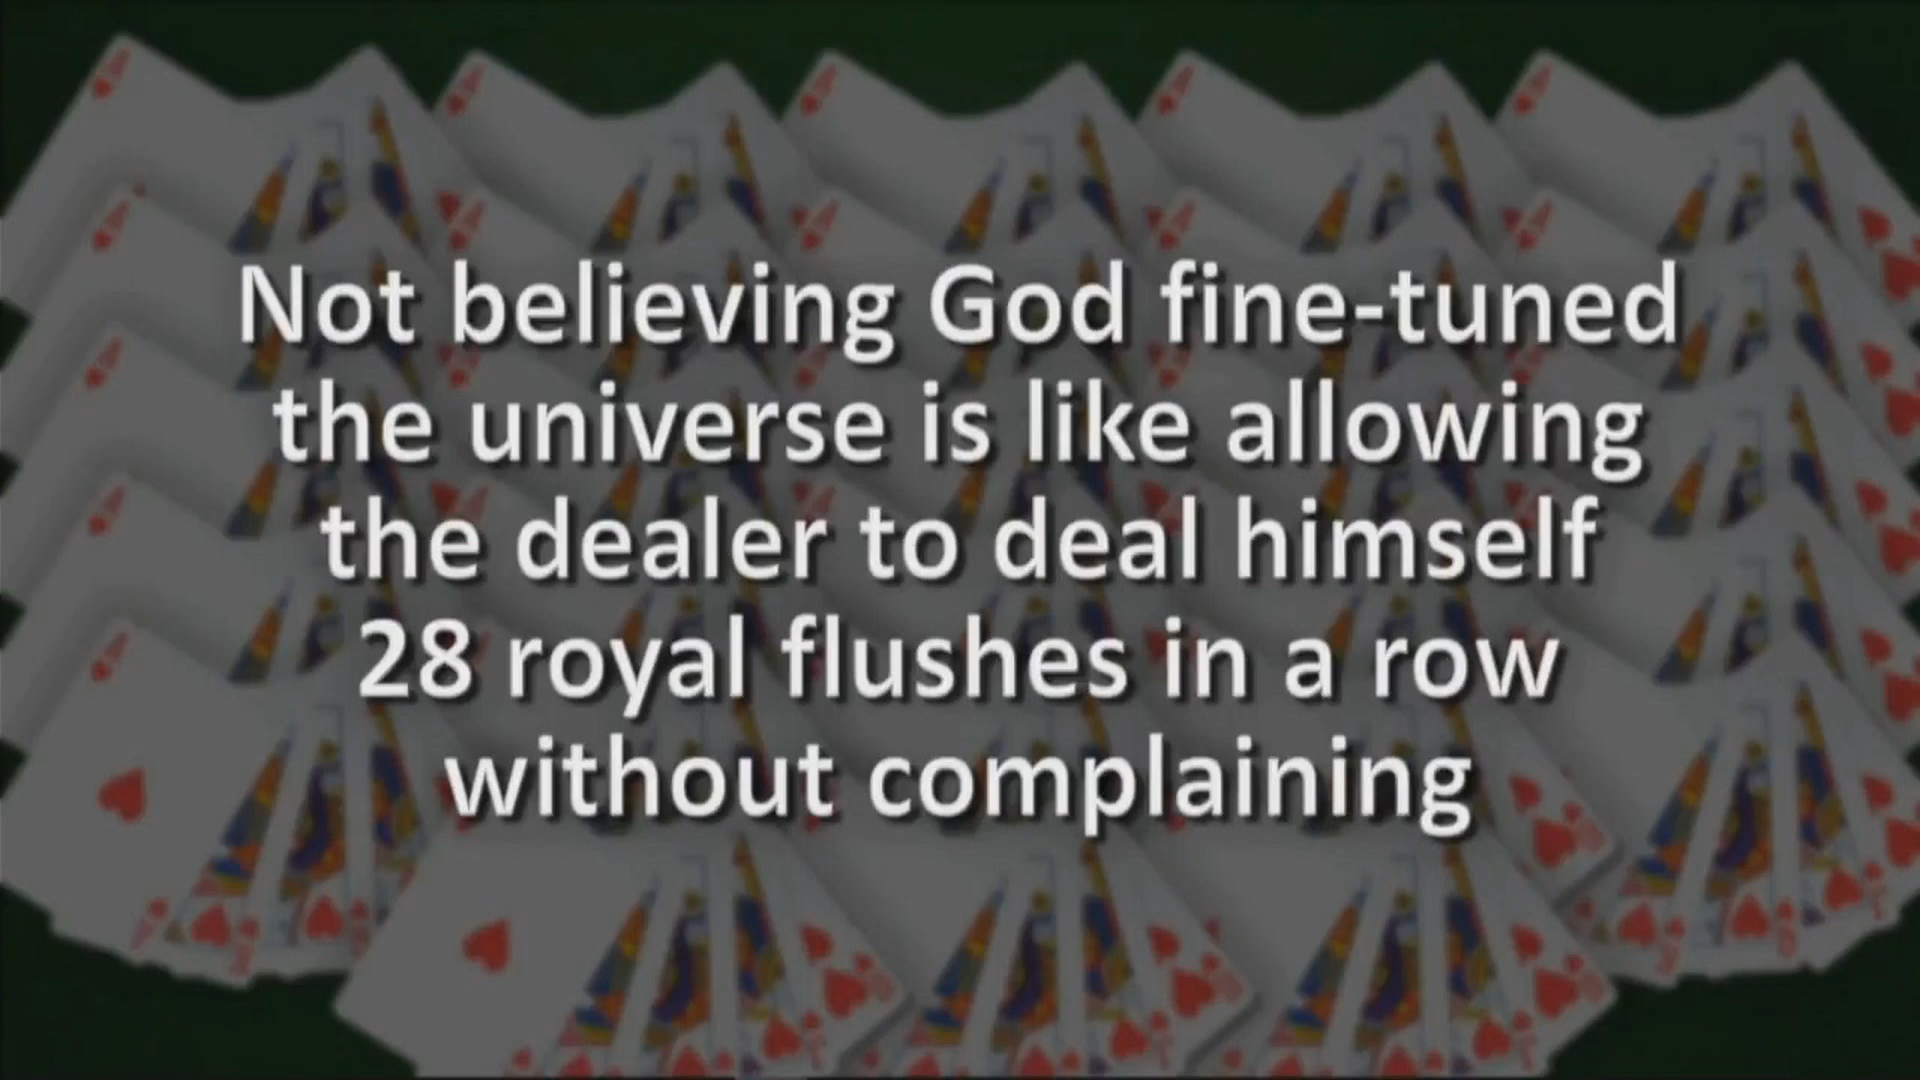 Not believing God fine-tuned
the universe is like allowing
the dealer to deal himself
28 royal flushes in a row
without complaining